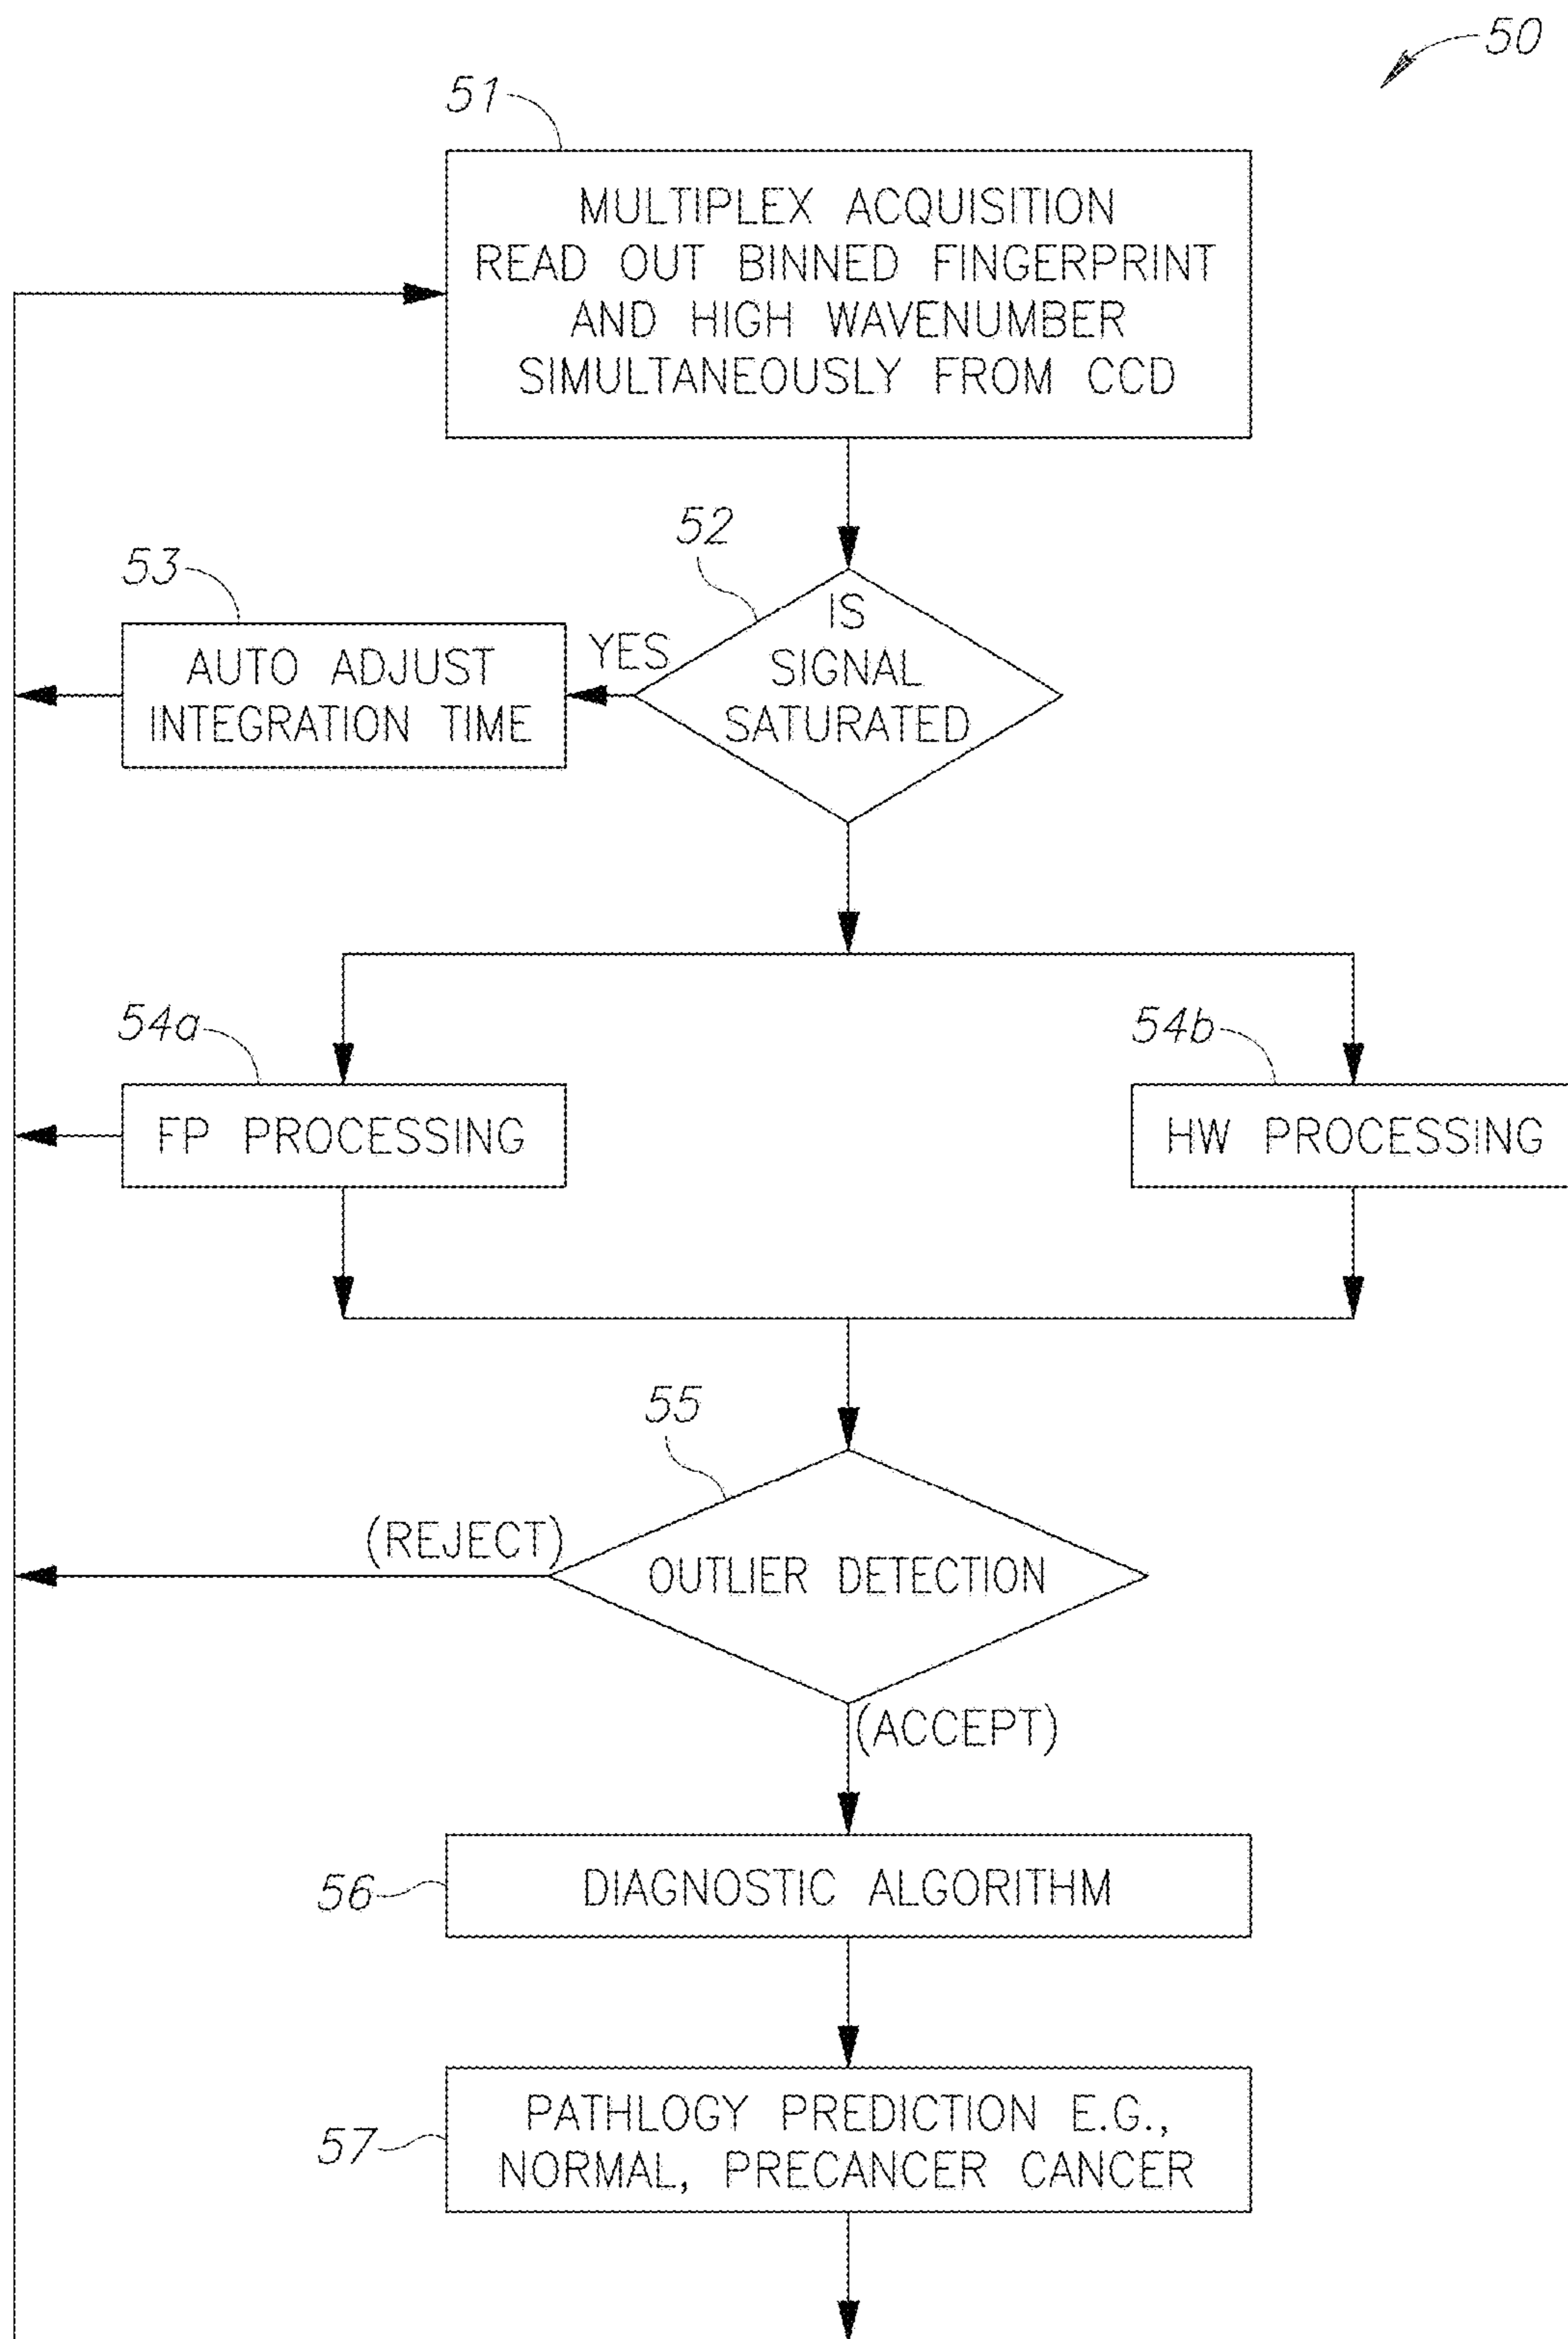 50
51
MULTIPLEX ACQUISITION
READ OUT BINNED FINGERPRINT
AND HIGH WAVENUMBER
SIMULTANEOUSLY FROM CCD
52
53
IS
SIGNAL
SATURATED
YES
AUTO ADJUST
INTEGRATION TIME
54a
54b
FP PROCESSING
HW PROCESSING
55
(REJECT)
OUTLIER DETECTION
(ACCEPT)
56
DIAGNOSTIC ALGORITHM
57
PATHLOGY PREDICTION E.G.,
NORMAL, PRECANCER CANCER